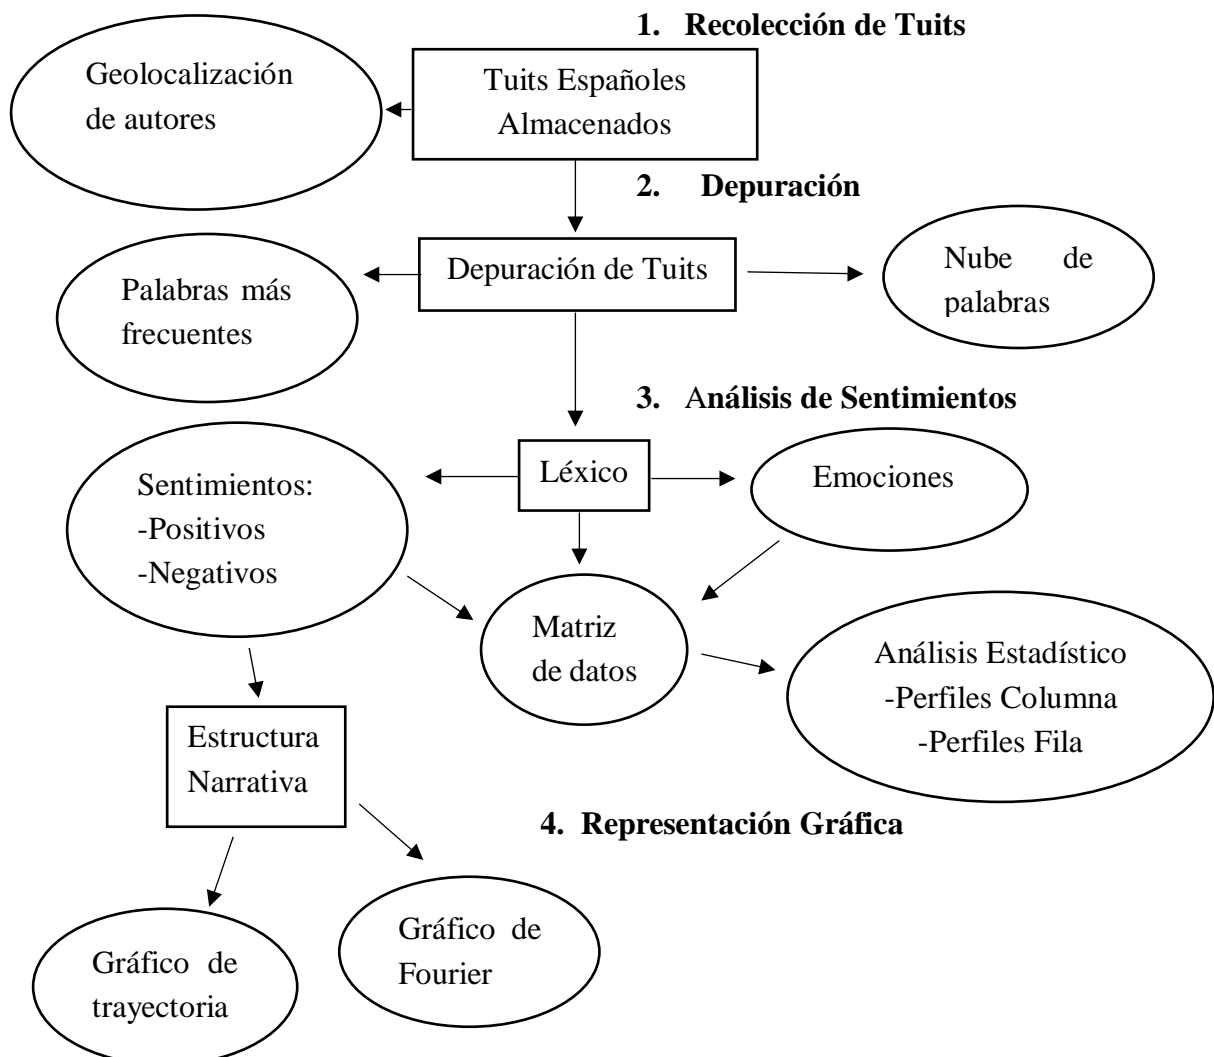 1. Recolección de Tuits
Geolocalización
de autores
Tuits Españoles
Almacenados
2. Depuración
Depuración de Tuits
Palabras más
frecuentes
Nube de
palabras
3. Análisis de Sentimientos
Léxico
Sentimientos:
-Positivos
-Negativos
Emociones
Matriz
de datos
Análisis Estadístico
-Perfiles Columna
-Perfiles Fila
Estructura
Narrativa
4. Representación Gráfica
Gráfico de
Fourier
Gráfico de
trayectoria